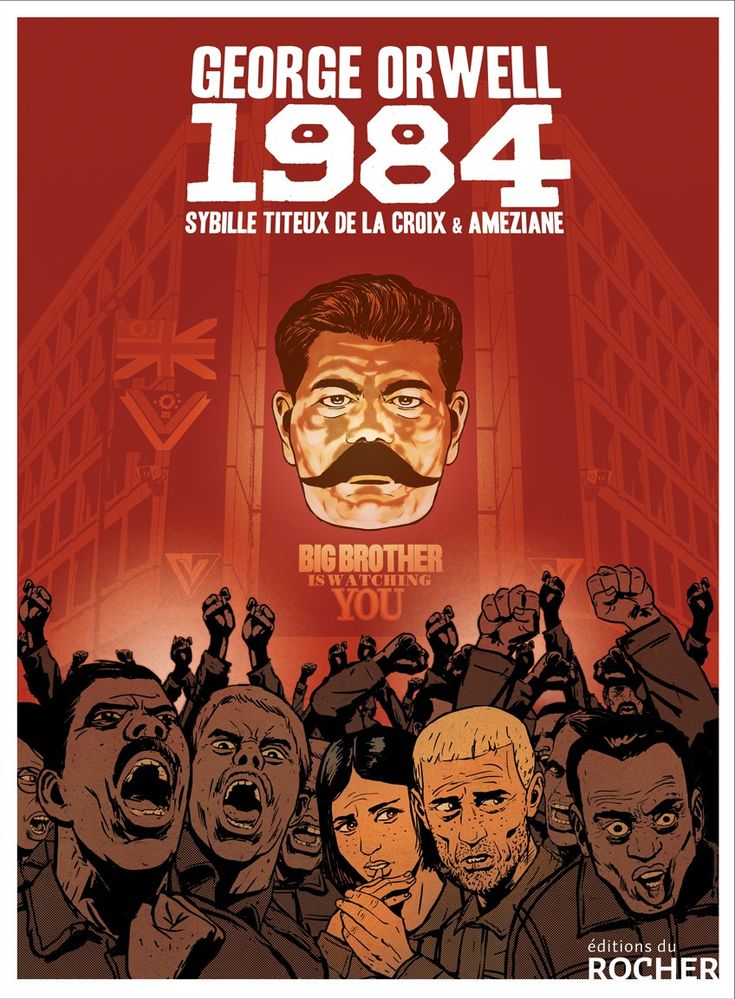 GEORGE ORWELL
1984
SYBILLE TITEUX DE LA CROIX & AMEZIANE
BIG BROTHER
IS WATCHING
YOU
éditions du
ROCHER